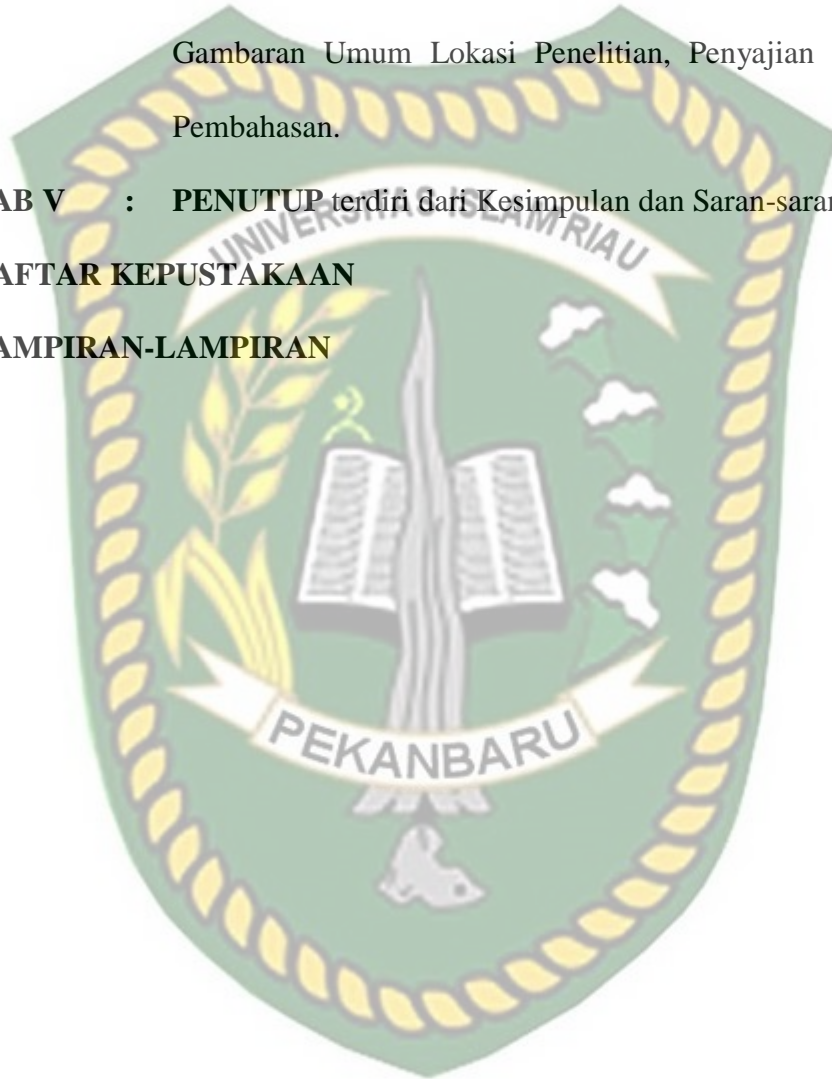 Gambaran Umum Lokasi Penelitian, Penyajian
Pembahasan.
AB V : PENUTUP terdiri dari Kesimpulan dan Saran-saran
UNIVERSITAS ISLAM RIAU
AFTAR KEPUSTAKAAN
AMPIRAN-LAMPIRAN
PEKANBARU